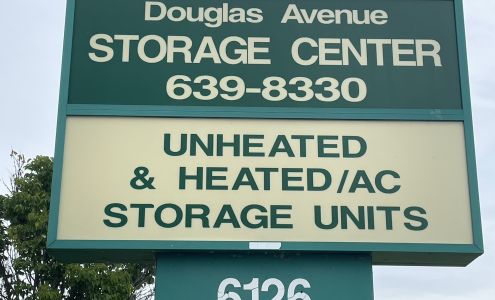 Douglas Avenue
STORAGE CENTER
639-8330
UNHEATED
& HEATED/AC
STORAGE UNITS
6126